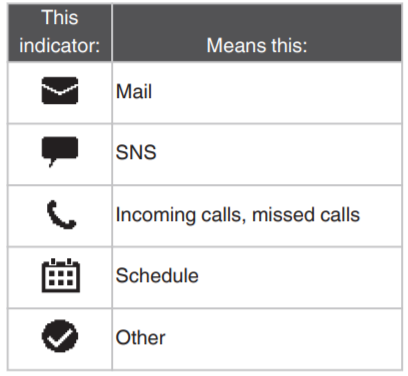 This
indicator:
Means this:
Mail
SNS
Incoming calls, missed calls
Schedule
Other